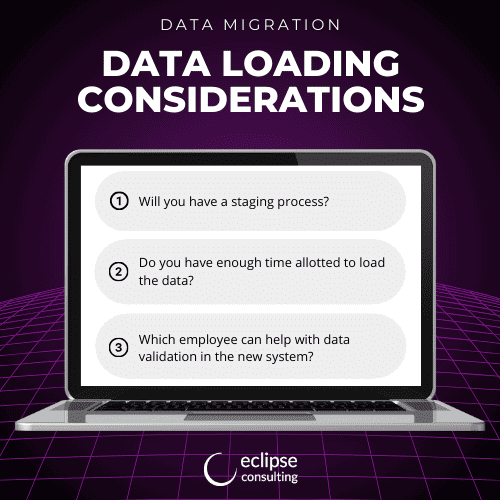 DATA MIGRATION
DATA LOADING
CONSIDERATIONS
1 Will you have a staging process?
2 Do you have enough time allotted to load
the data?
3 Which employee can help with data
validation in the new system?
eclipse
consulting